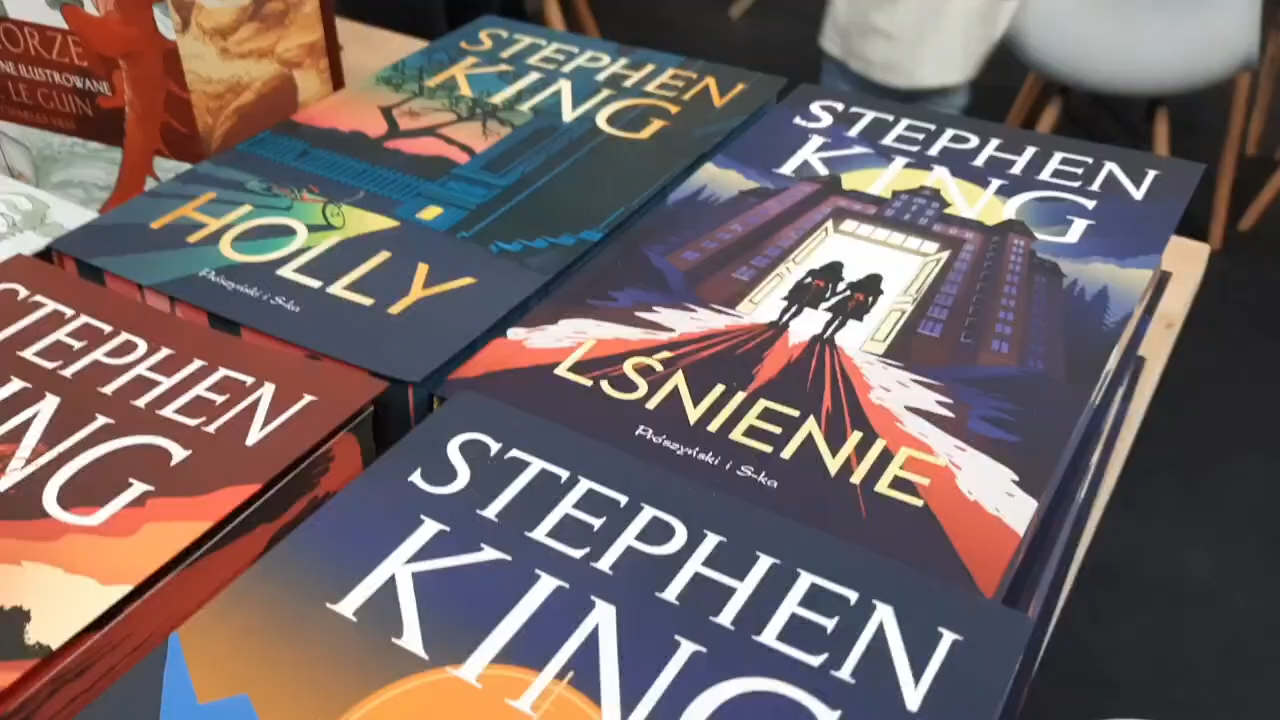 ORZE
NE ILUSTROWANE
LE GUIN
STEPHEN
KING
HOLLY
Prószyński i S-ka
STEPHEN
KING
LŚNIENIE
Prószyński i S-ka
STEPHEN
ING
STEPHEN
KING